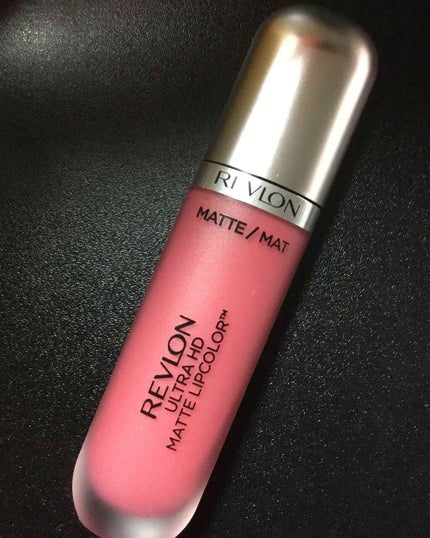 REVLON
MATTE / MAT
REVLON
ULTRA HD
MATTE LIPCOLOR™